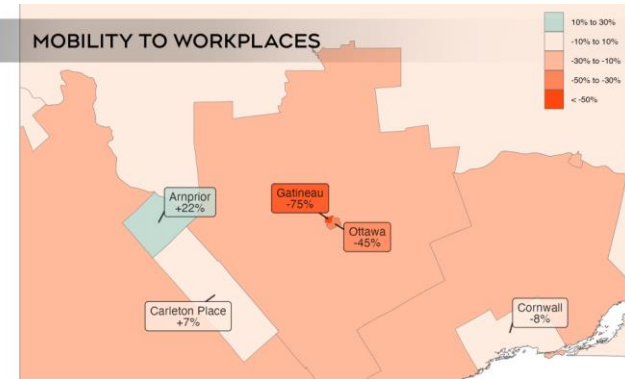 MOBILITY TO WORKPLACES
10% to 30%
-10% to 10%
-30% to -10%
-50% to -30%
< -50%
Arnprior
+22%
Gatineau
-75%
Ottawa
-45%
Carleton Place
+7%
Cornwall
-8%